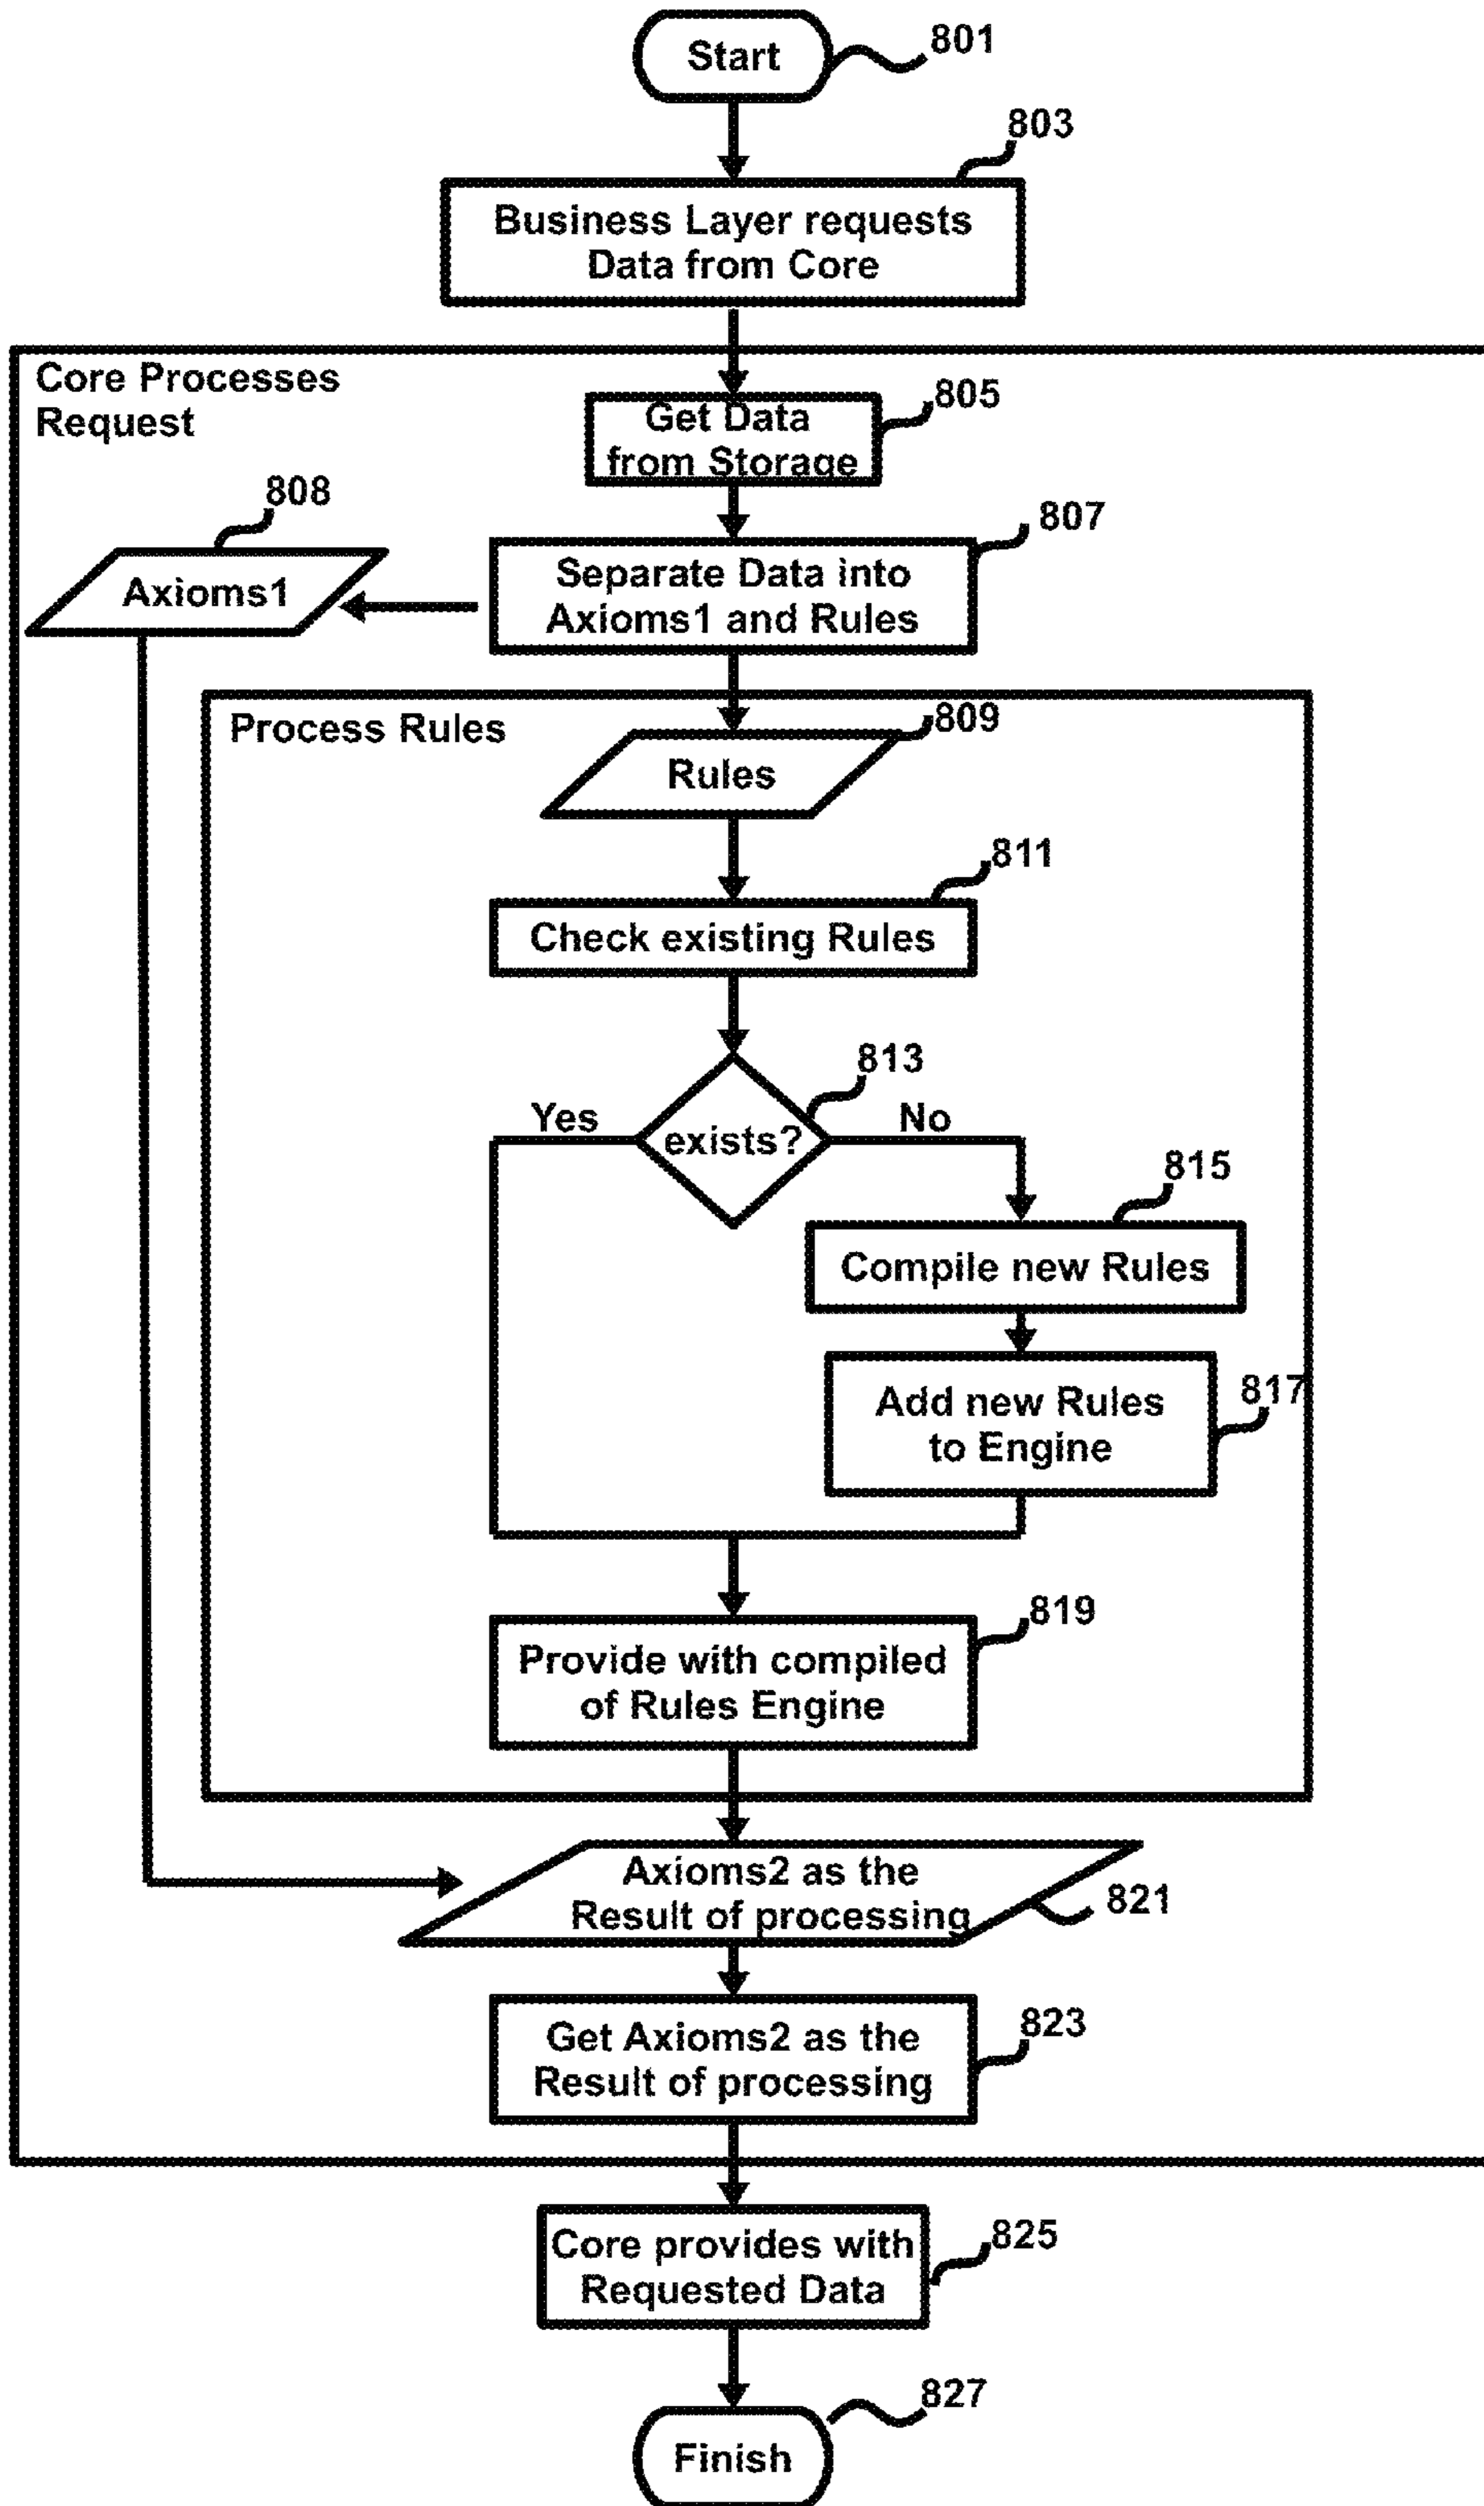 Start
801
803
Business Layer requests
Data from Core
Core Processes
Request
805
Get Data
from Storage
808
807
Axioms1
Separate Data into
Axioms1 and Rules
Process Rules
809
Rules
811
Check existing Rules
813
Yes
exists?
No
815
Compile new Rules
817
Add new Rules
to Engine
819
Provide with compiled
of Rules Engine
Axioms2 as the
Result of processing
821
823
Get Axioms2 as the
Result of processing
825
Core provides with
Requested Data
827
Finish